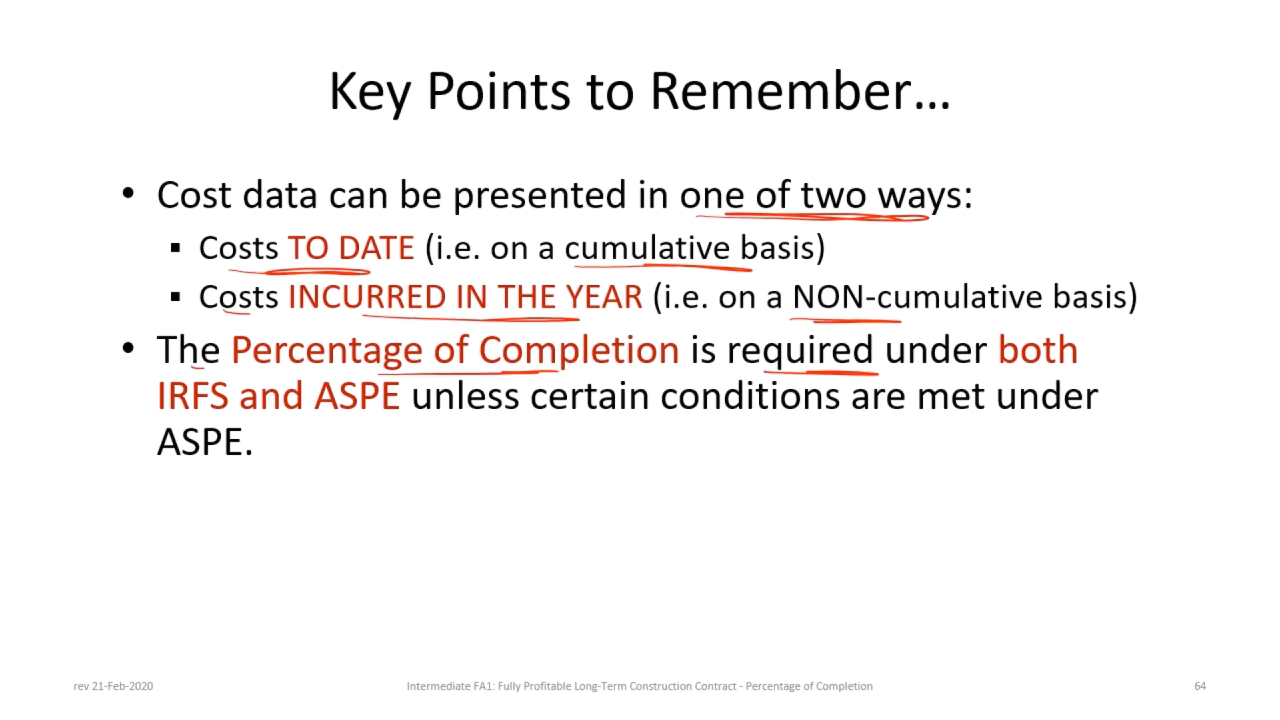 Key Points to Remember…
• Cost data can be presented in one of two ways:
▪ Costs TO DATE (i.e. on a cumulative basis)
▪ Costs INCURRED IN THE YEAR (i.e. on a NON-cumulative basis)
• The Percentage of Completion is required under both
IRFS and ASPE unless certain conditions are met under
ASPE.
rev 21-Feb-2020
Intermediate FA1: Fully Profitable Long-Term Construction Contract - Percentage of Completion
64